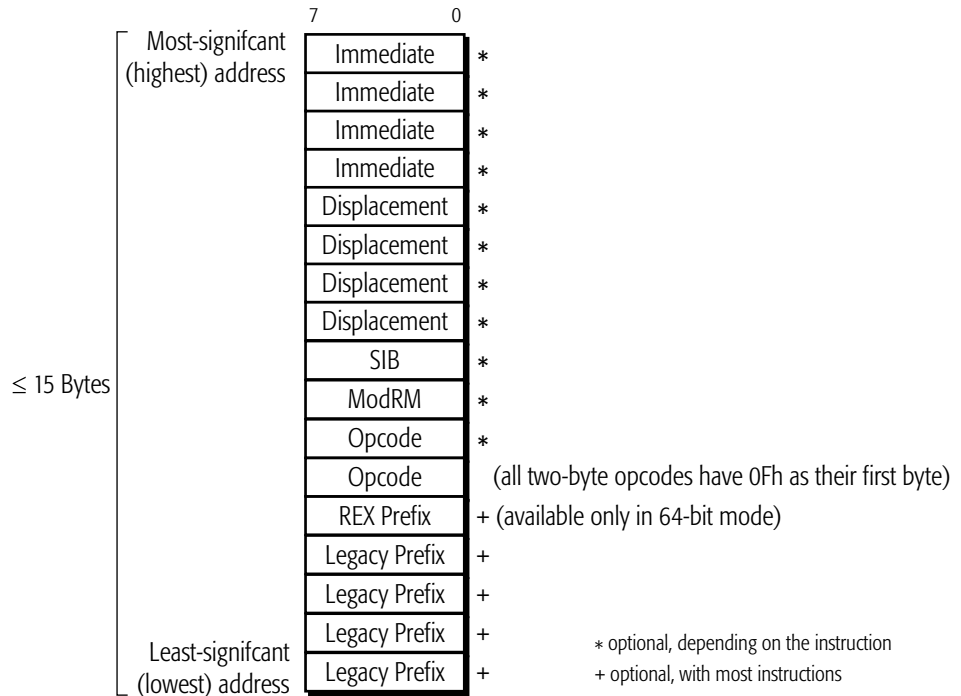 7 0
Most-signifcant
(highest) address
Immediate *
Immediate *
Immediate *
Immediate *
Displacement *
Displacement *
Displacement *
Displacement *
SIB *
≤ 15 Bytes
ModRM *
Opcode *
Opcode (all two-byte opcodes have 0Fh as their first byte)
REX Prefix + (available only in 64-bit mode)
Legacy Prefix +
Legacy Prefix +
Legacy Prefix +
Legacy Prefix +
Least-signifcant
(lowest) address
* optional, depending on the instruction
+ optional, with most instructions